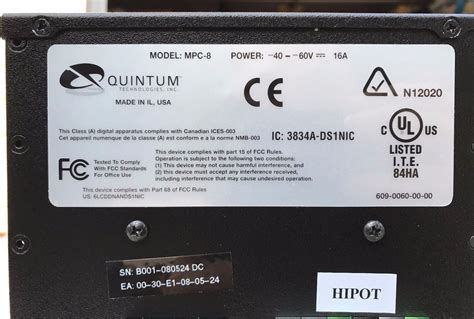 MODEL: MPC-8 POWER: -40 - -60V 16A
QUINTUM
TECHNOLOGIES, INC.
MADE IN IL, USA
CE
N12020
This Class (A) digital apparatus complies with Canadian ICES-003
Cet appareil numerique de la classe (A) est conform e a la norme NMB-003
IC: 3834A-DS1NIC
C UL US
LISTED
I.T.E.
84HA
FC Tested To Comply
With FCC Standards
For Office Use
This device complies with part 15 of FCC Rules.
Operation is subject to the following two conditions:
(1) This device may not cause harmful interference, and
(2) this device must accept any interference received,
including interference that may cause undesired operation.
This device complies with Part 68 of FCC Rules
US: 6LCDDNANDS1NIC
609-0060-00-00
SN: B001-080524 DC
EA: 00-30-E1-08-05-24
HIPOT